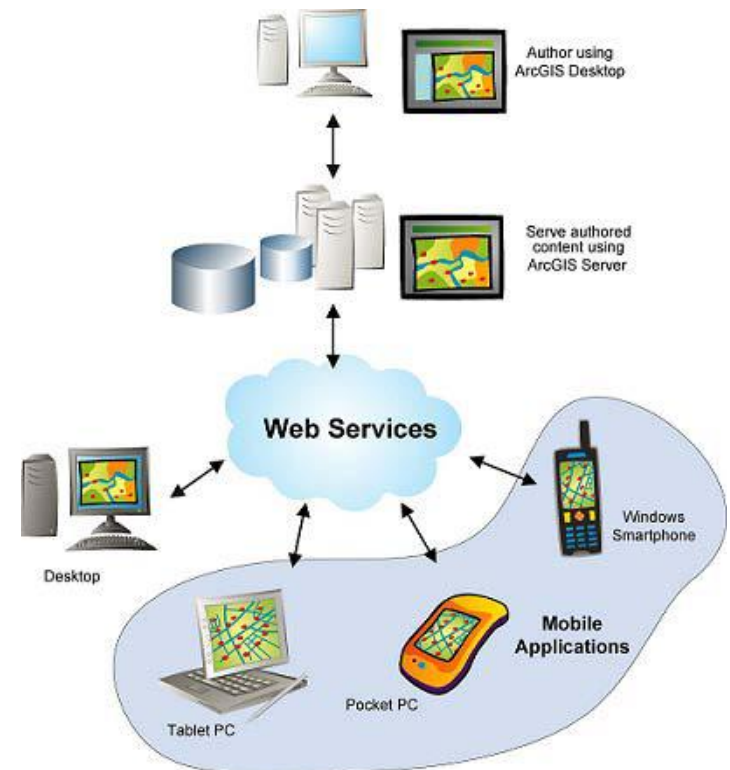 Author using
ArcGIS Desktop
Serve authored
content using
ArcGIS Server
Web Services
Windows
Smartphone
Desktop
Mobile
Applications
Pocket PC
Tablet PC